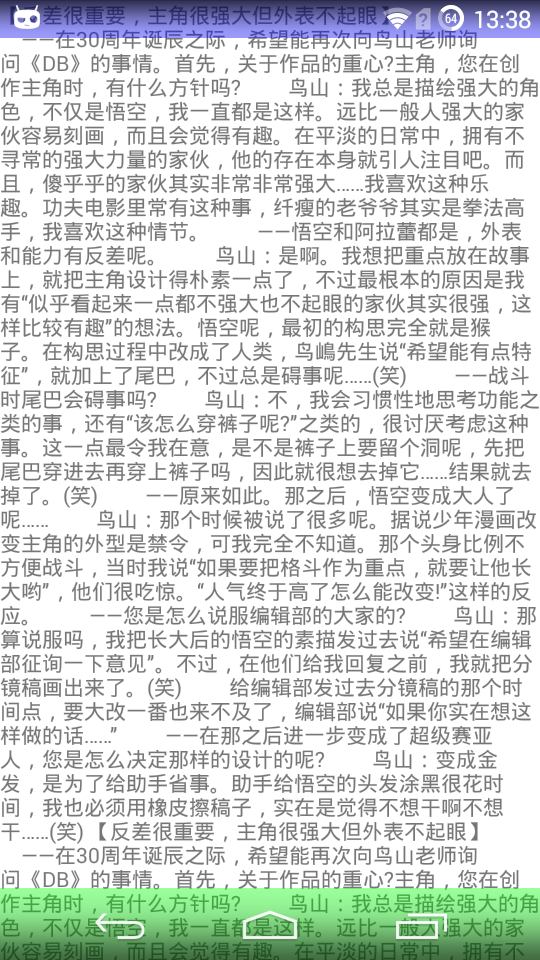 【反差很重要，主角很强大但外表不起眼】
64
13:38
——在30周年诞辰之际，希望能再次向鸟山老师询
问《DB》的事情。首先，关于作品的重心?主角，您在创
作主角时，有什么方针吗? 鸟山：我总是描绘强大的角
色，不仅是悟空，我一直都是这样。远比一般人强大的家
伙容易刻画，而且会觉得有趣。在平淡的日常中，拥有不
寻常的强大力量的家伙，他的存在本身就引人注目吧。而
且，傻乎乎的家伙其实非常非常强大……我喜欢这种乐
趣。功夫电影里常有这种事，纤瘦的老爷爷其实是拳法高
手，我喜欢这种情节。 ——悟空和阿拉蕾都是，外表
和能力有反差呢。 鸟山：是啊。我想把重点放在故事
上，就把主角设计得朴素一点了，不过最根本的原因是我
有“似乎看起来一点都不强大也不起眼的家伙其实很强，这
样比较有趣”的想法。悟空呢，最初的构思完全就是猴
子。在构思过程中改成了人类，鸟嶋先生说“希望能有点特
征”，就加上了尾巴，不过总是碍事呢……(笑) ——战斗
时尾巴会碍事吗? 鸟山：不，我会习惯性地思考功能之
类的事，还有“该怎么穿裤子呢?”之类的，很讨厌考虑这种
事。这一点最令我在意，是不是裤子上要留个洞呢，先把
尾巴穿进去再穿上裤子吗，因此就很想去掉它……结果就去
掉了。(笑) ——原来如此。那之后，悟空变成大人了
呢…… 鸟山：那个时候被说了很多呢。据说少年漫画改
变主角的外型是禁令，可我完全不知道。那个头身比例不
方便战斗，当时我说“如果要把格斗作为重点，就要让他长
大哟”，他们很吃惊。“人气终于高了怎么能改变!”这样的反
应。 ——您是怎么说服编辑部的大家的? 鸟山：那
算说服吗，我把长大后的悟空的素描发过去说“希望在编辑
部征询一下意见”。不过，在他们给我回复之前，我就把分
镜稿画出来了。(笑) 给编辑部发过去分镜稿的那个时
间点，要大改一番也来不及了，编辑部说“如果你实在想这
样做的话……” ——在那之后进一步变成了超级赛亚
人，您是怎么决定那样的设计的呢? 鸟山：变成金
发，是为了给助手省事。助手给悟空的头发涂黑很花时
间，我也必须用橡皮擦稿子，实在是觉得不想干啊不想
干……(笑)【反差很重要，主角很强大但外表不起眼】
——在30周年诞辰之际，希望能再次向鸟山老师询
问《DB》的事情。首先，关于作品的重心?主角，您在创
作主角时，有什么方针吗? 鸟山：我总是描绘强大的角
色，不仅是悟空，我一直都是这样。远比一般人强大的家
伙容易刻画，而且会觉得有趣。在平淡的日常中，拥有不